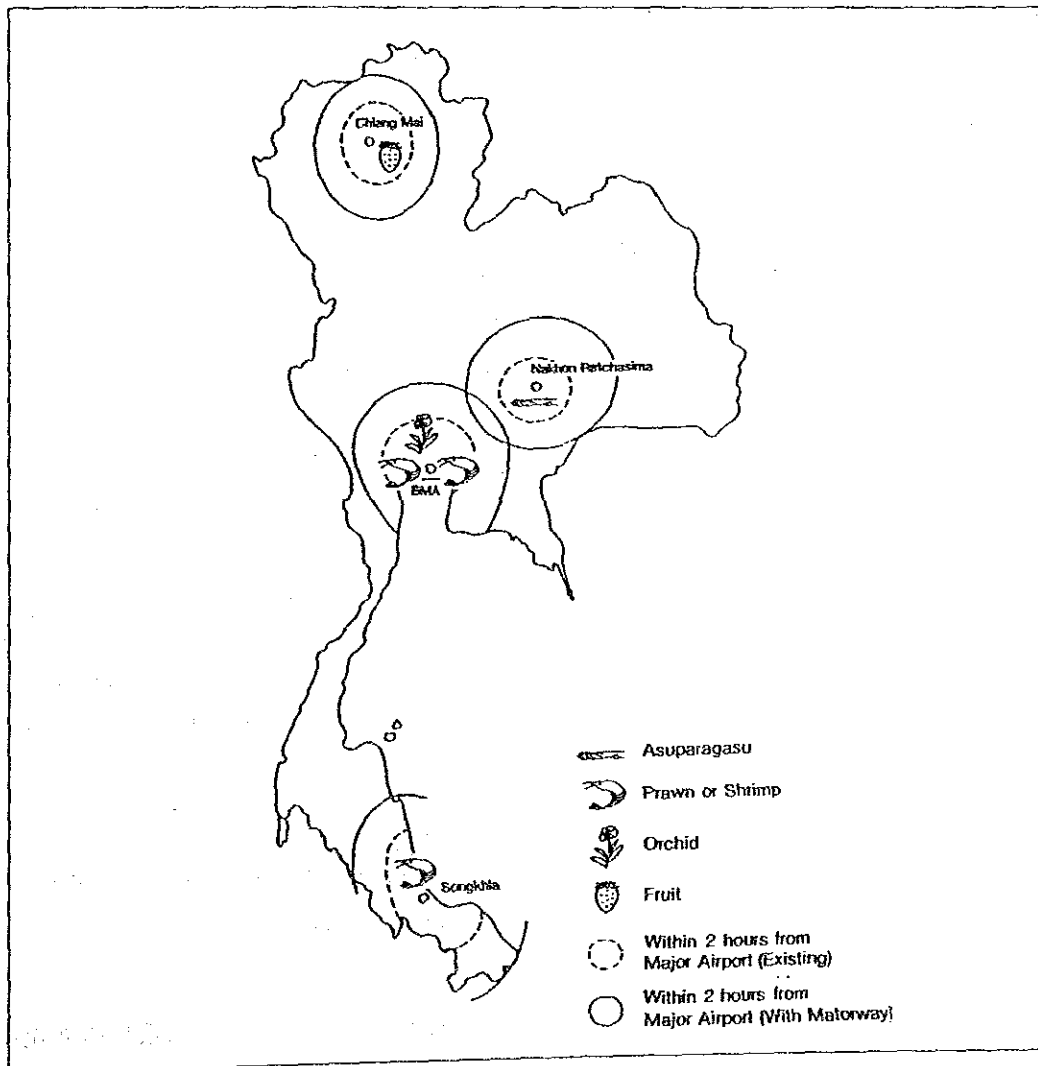 Chiang Mai
Nakhon Ratchasima
BMA
Songkhla
Asuparagasu
Prawn or Shrimp
Orchid
Fruit
Within 2 hours from
Major Airport (Existing)
Within 2 hours from
Major Airport (With Motorway)